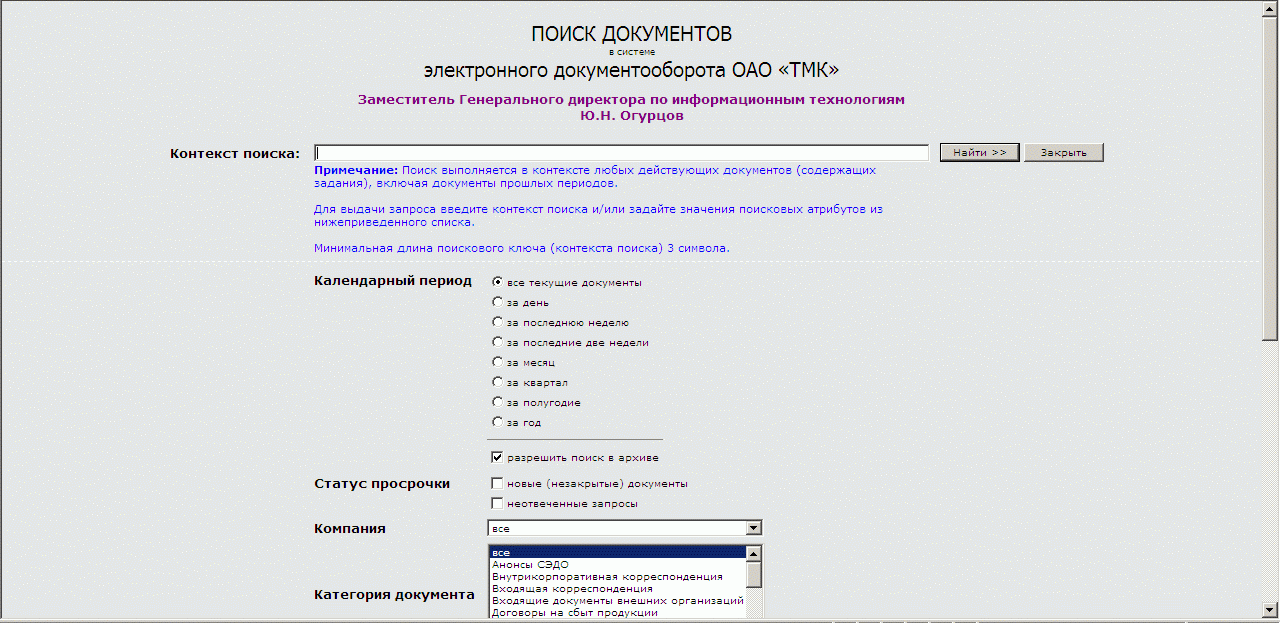 ПОИСК ДОКУМЕНТОВ
в системе
электронного документооборота ОАО «ТМК»
Заместитель Генерального директора по информационным технологиям
Ю.Н. Огурцов
Контекст поиска: Найти >> Закрыть
Примечание: Поиск выполняется в контексте любых действующих документов (содержащих
задания), включая документы прошлых периодов.
Для выдачи запроса введите контекст поиска и/или задайте значения поисковых атрибутов из
нижеприведенного списка.
Минимальная длина поискового ключа (контекста поиска) 3 символа.
Календарный период все текущие документы
за день
за последнюю неделю
за последние две недели
за месяц
за квартал
за полугодие
за год
разрешить поиск в архиве
Статус просрочки новые (незакрытые) документы
неотвеченные запросы
Компания все
все
Анонсы СЭДО
Внутрикорпоративная корреспонденция
Входящая корреспонденция
Категория документа Входящие документы внешних организаций
Договоры на сбыт продукции